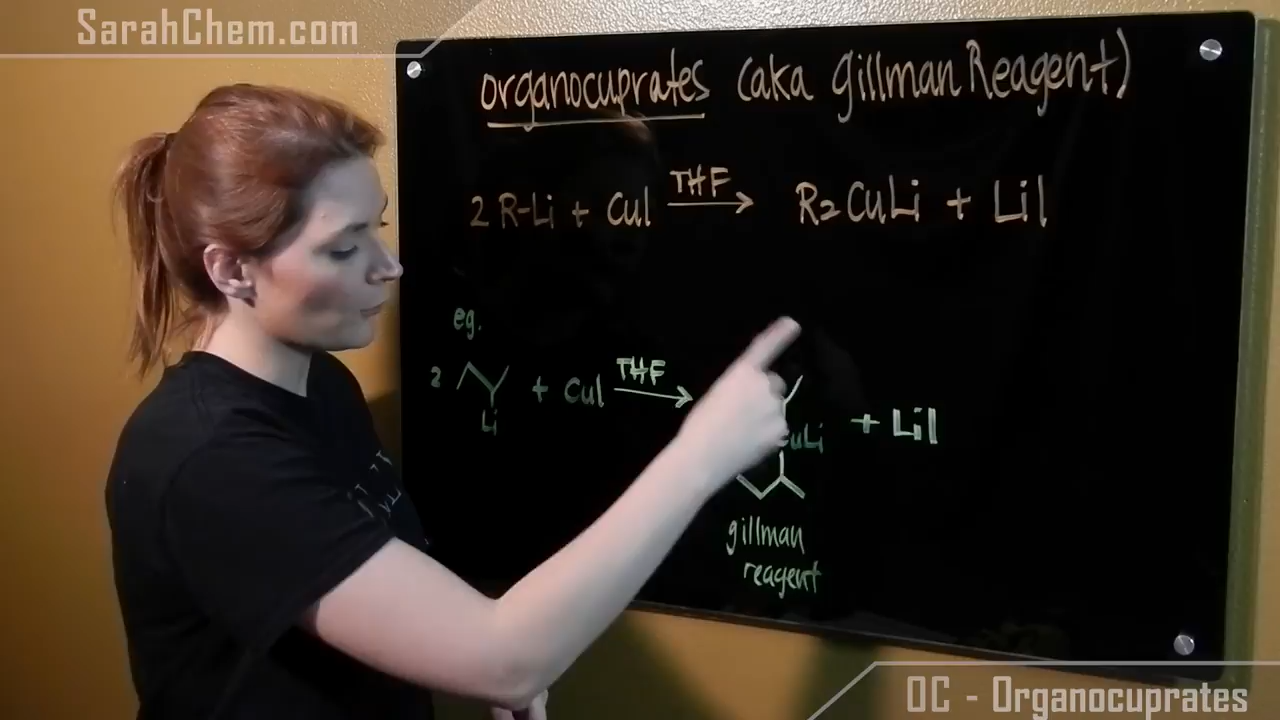 SarahChem.com
organocuprates (aka gillman Reagent)
2 R-Li + CuI THF → R2CuLi + LiI
eg.
2 Li + CuI THF → uLi + LiI
gillman
reagent
OC - Organocuprates